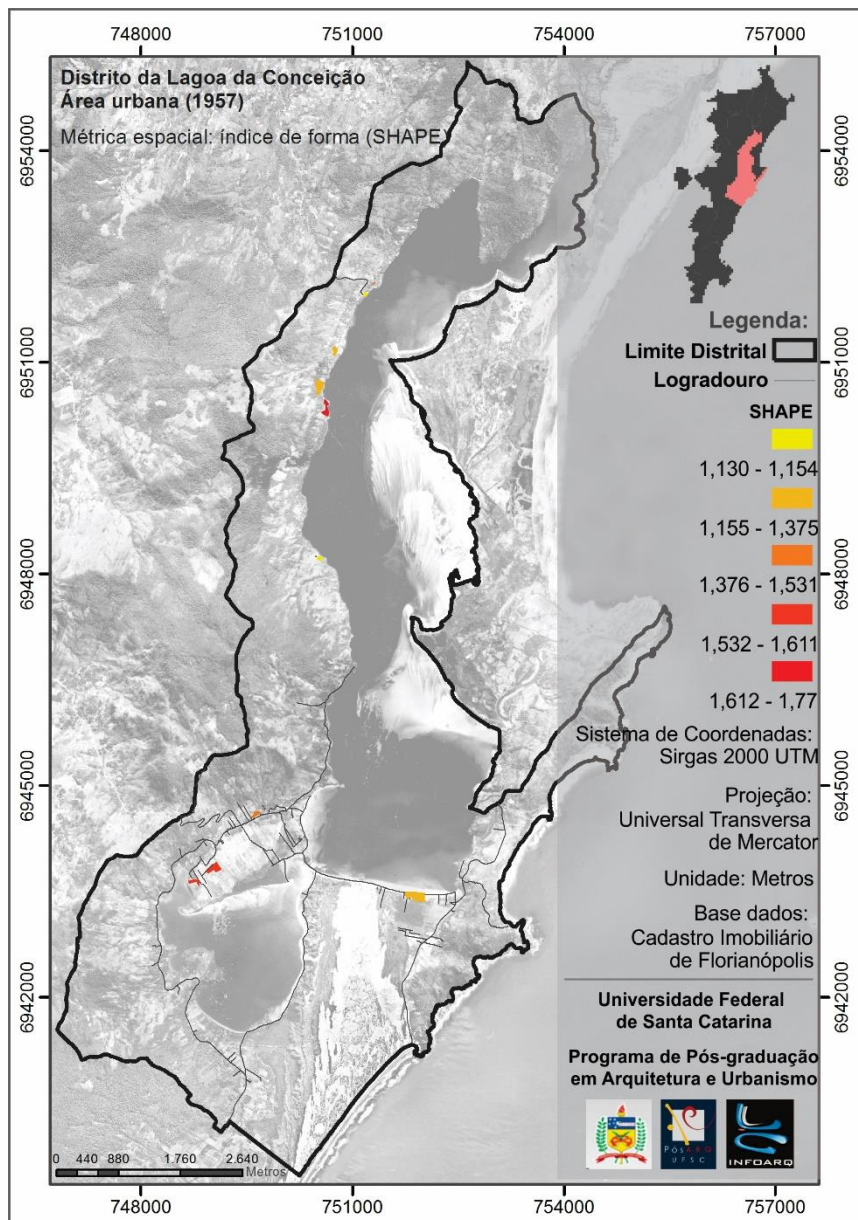 748000
751000
754000
757000
Distrito da Lagoa da Conceição
Área urbana (1957)
Métrica espacial: índice de forma (SHAPE)
6954000
6954000
6951000
6951000
6948000
6948000
6945000
6945000
6942000
6942000
Legenda:
Limite Distrital
Logradouro
SHAPE
1,130 - 1,154
1,155 - 1,375
1,376 - 1,531
1,532 - 1,611
1,612 - 1,77
Sistema de Coordenadas:
Sirgas 2000 UTM
Projeção:
Universal Transversa
de Mercator
Unidade: Metros
Base dados:
Cadastro Imobiliário
de Florianópolis
Universidade Federal
de Santa Catarina
Programa de Pós-graduação
em Arquitetura e Urbanismo
PÓSARQ
UFSC
INFOARQ
0 440 880 1.760 2.640
Metros
748000
751000
754000
757000